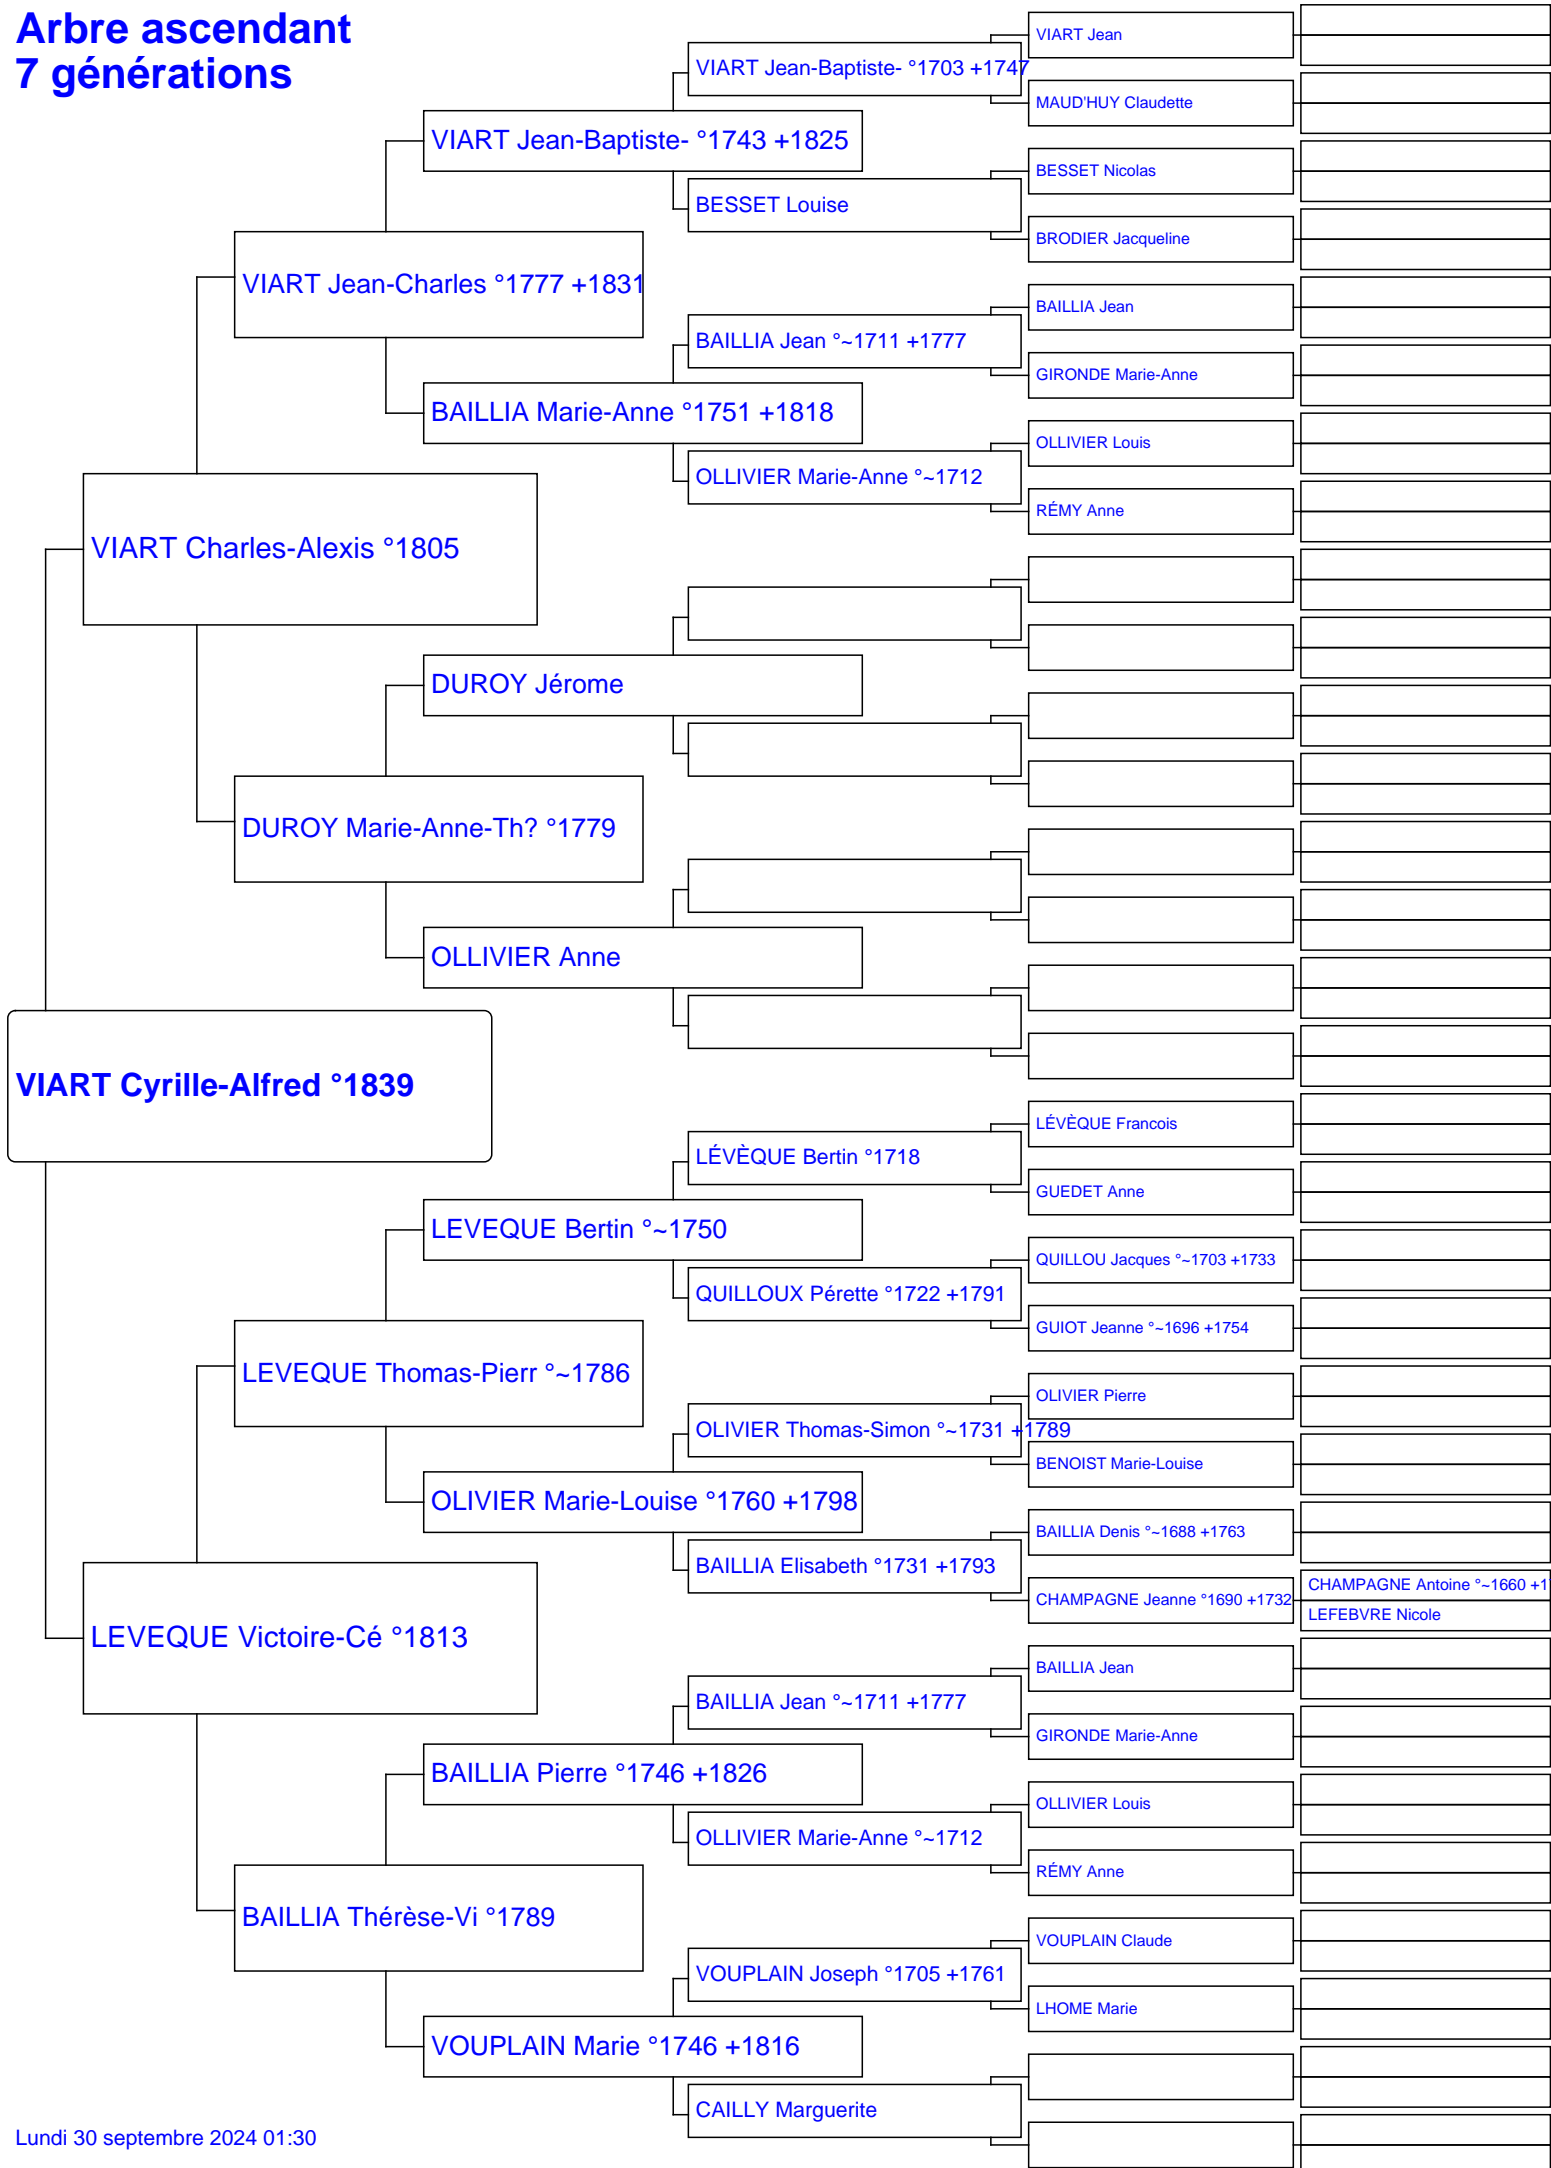 Arbre ascendant
7 générations
VIART Jean
VIART Jean-Baptiste- °1703 +1747
MAUD'HUY Claudette
VIART Jean-Baptiste- °1743 +1825
BESSET Nicolas
BESSET Louise
BRODIER Jacqueline
VIART Jean-Charles °1777 +1831
BAILLIA Jean
BAILLIA Jean °~1711 +1777
GIRONDE Marie-Anne
BAILLIA Marie-Anne °1751 +1818
OLLIVIER Louis
OLLIVIER Marie-Anne °~1712
RÉMY Anne
VIART Charles-Alexis °1805
DUROY Jérome
DUROY Marie-Anne-Th? °1779
OLLIVIER Anne
VIART Cyrille-Alfred °1839
LÉVÈQUE Francois
LÉVÈQUE Bertin °1718
GUEDET Anne
LEVEQUE Bertin °~1750
QUILLOU Jacques °~1703 +1733
QUILLOUX Pérette °1722 +1791
GUIOT Jeanne °~1696 +1754
LEVEQUE Thomas-Pierr °~1786
OLIVIER Pierre
OLIVIER Thomas-Simon °~1731 +1789
BENOIST Marie-Louise
OLIVIER Marie-Louise °1760 +1798
BAILLIA Denis °~1688 +1763
BAILLIA Elisabeth °1731 +1793
CHAMPAGNE Antoine °~1660 +1
CHAMPAGNE Jeanne °1690 +1732
LEFEBVRE Nicole
LEVEQUE Victoire-Cé °1813
BAILLIA Jean
BAILLIA Jean °~1711 +1777
GIRONDE Marie-Anne
BAILLIA Pierre °1746 +1826
OLLIVIER Louis
OLLIVIER Marie-Anne °~1712
RÉMY Anne
BAILLIA Thérèse-Vi °1789
VOUPLAIN Claude
VOUPLAIN Joseph °1705 +1761
LHOME Marie
VOUPLAIN Marie °1746 +1816
CAILLY Marguerite
Lundi 30 septembre 2024 01:30